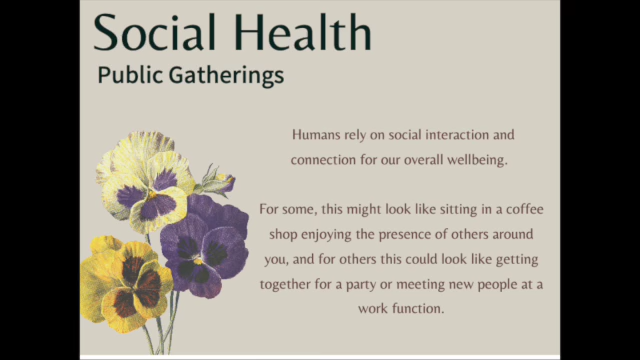 Social Health
Public Gatherings
Humans rely on social interaction and
connection for our overall wellbeing.
For some, this might look like sitting in a coffee
shop enjoying the presence of others around
you, and for others this could look like getting
together for a party or meeting new people at a
work function.